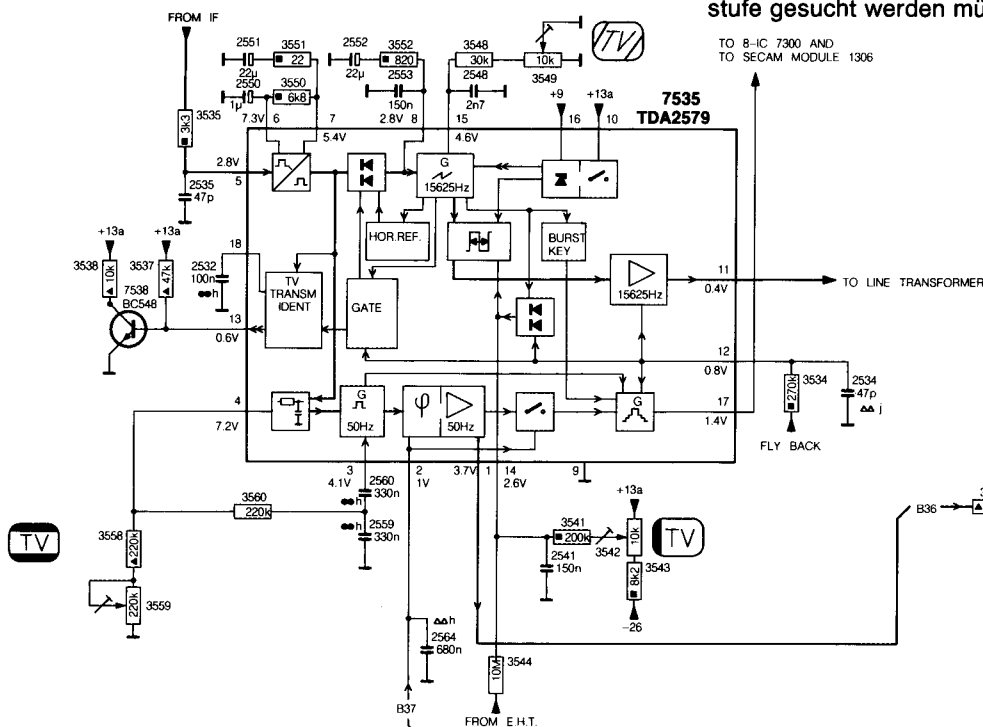 stufe gesucht werden mü
FROM IF
TO 8-IC 7300 AND
TO SECAM MODULE 1306
2551
22µ
3551
22
2552
22µ
3552
820
3548
30k
10k
3549
TV
2550
1µ
3550
6k8
2553
150n
2548
2n7
+9
+13a
7535
TDA2579
3535
3k3
7.3V
6
7
5.4V
2.8V
8
15
4.6V
16
10
2.8V
5
2535
47p
G
15625Hz
HOR.REF.
BURST
KEY
+13a
+13a
3538
10k
3537
47k
7538
BC548
18
2532
100n
h
TV
TRANSM
IDENT
GATE
15625Hz
11
0.4V
TO LINE TRANSFORMER
13
0.6V
12
0.8V
3534
270k
2534
47p
j
FLY BACK
4
7.2V
G
50Hz
φ
50Hz
G
17
1.4V
3
4.1V
2
1V
3.7V
1
14
2.6V
9
2560
330n
h
3560
220k
h
2559
330n
TV
3558
220k
220k
3559
3541
200k
2541
150n
+13a
3542
10k
TV
8k2
3543
-26
B36
h
2564
680n
10M
3544
B37
FROM E.H.T.